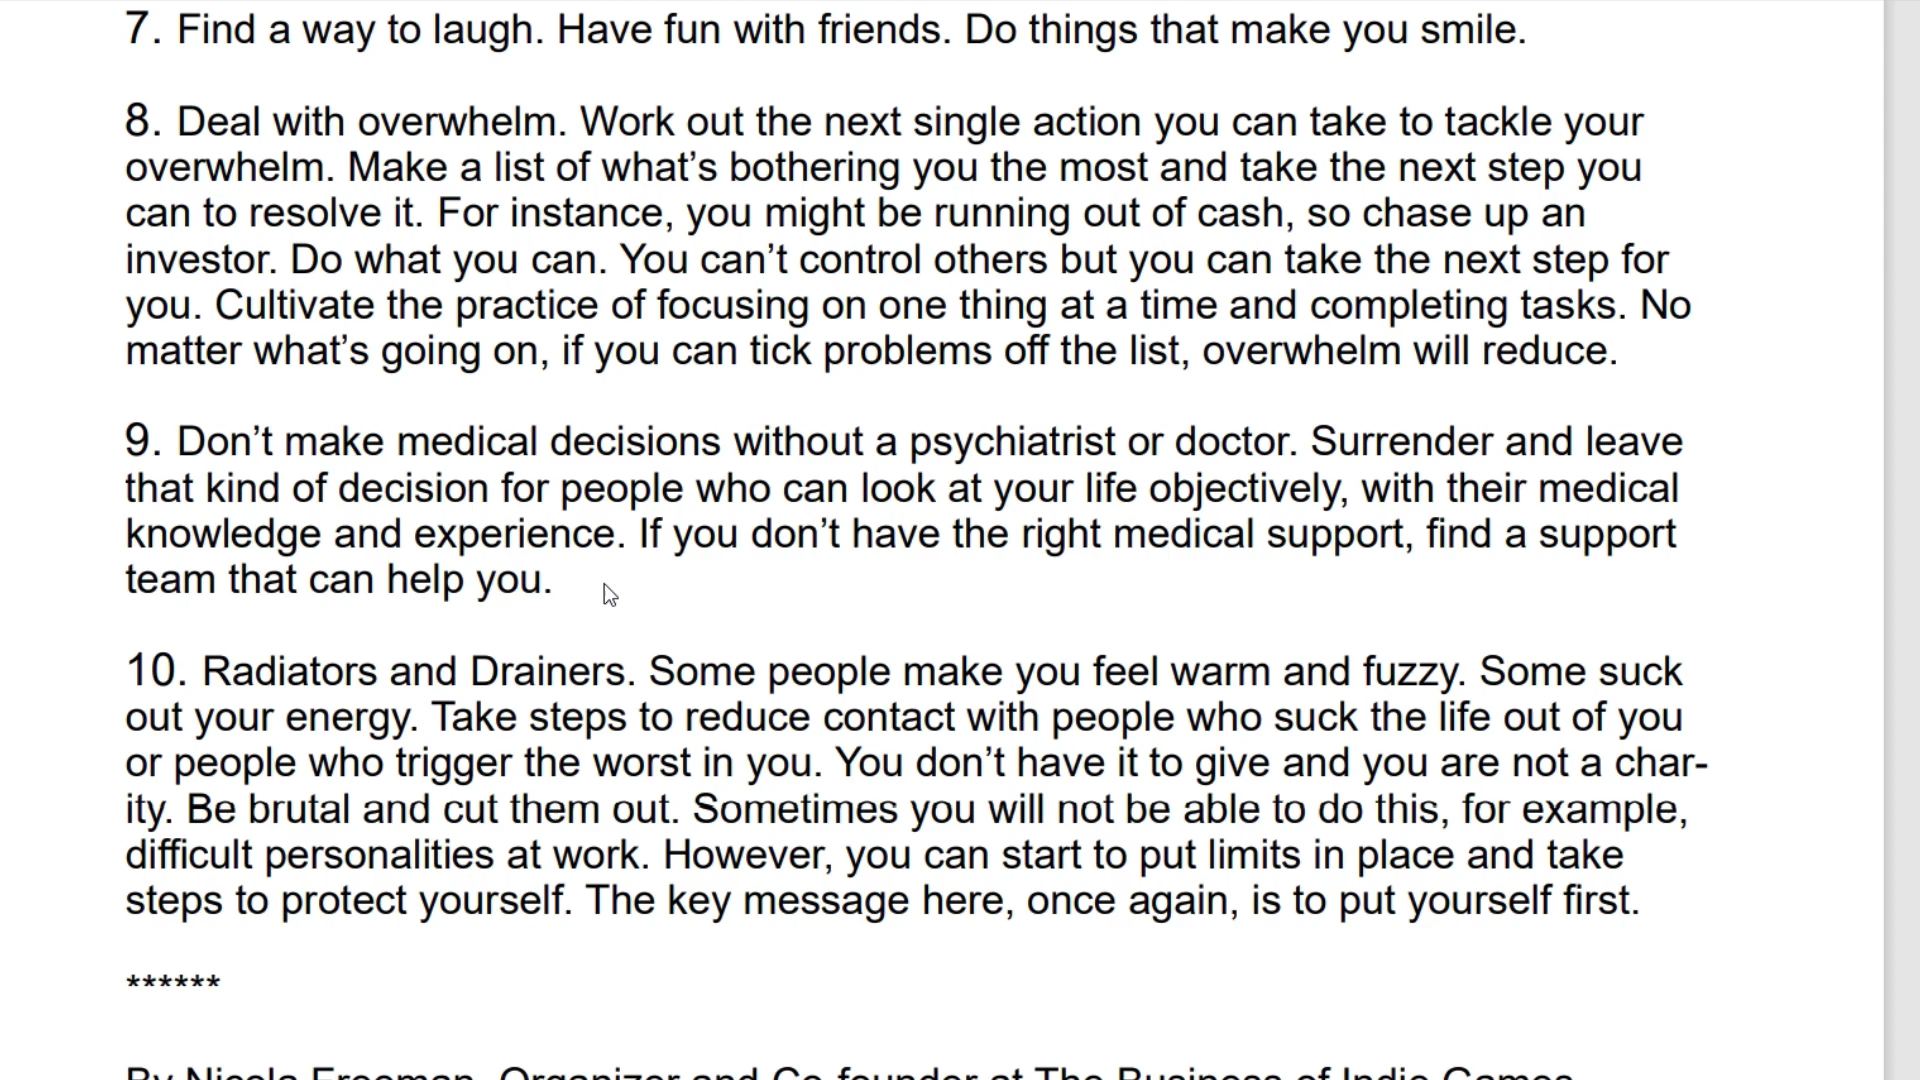 7. Find a way to laugh. Have fun with friends. Do things that make you smile.
8. Deal with overwhelm. Work out the next single action you can take to tackle your
overwhelm. Make a list of what’s bothering you the most and take the next step you
can to resolve it. For instance, you might be running out of cash, so chase up an
investor. Do what you can. You can’t control others but you can take the next step for
you. Cultivate the practice of focusing on one thing at a time and completing tasks. No
matter what’s going on, if you can tick problems off the list, overwhelm will reduce.
9. Don’t make medical decisions without a psychiatrist or doctor. Surrender and leave
that kind of decision for people who can look at your life objectively, with their medical
knowledge and experience. If you don’t have the right medical support, find a support
team that can help you.
10. Radiators and Drainers. Some people make you feel warm and fuzzy. Some suck
out your energy. Take steps to reduce contact with people who suck the life out of you
or people who trigger the worst in you. You don’t have it to give and you are not a char-
ity. Be brutal and cut them out. Sometimes you will not be able to do this, for example,
difficult personalities at work. However, you can start to put limits in place and take
steps to protect yourself. The key message here, once again, is to put yourself first.
******
By Nicola Freeman, Organizer and Co-founder at The Business of Indie Games